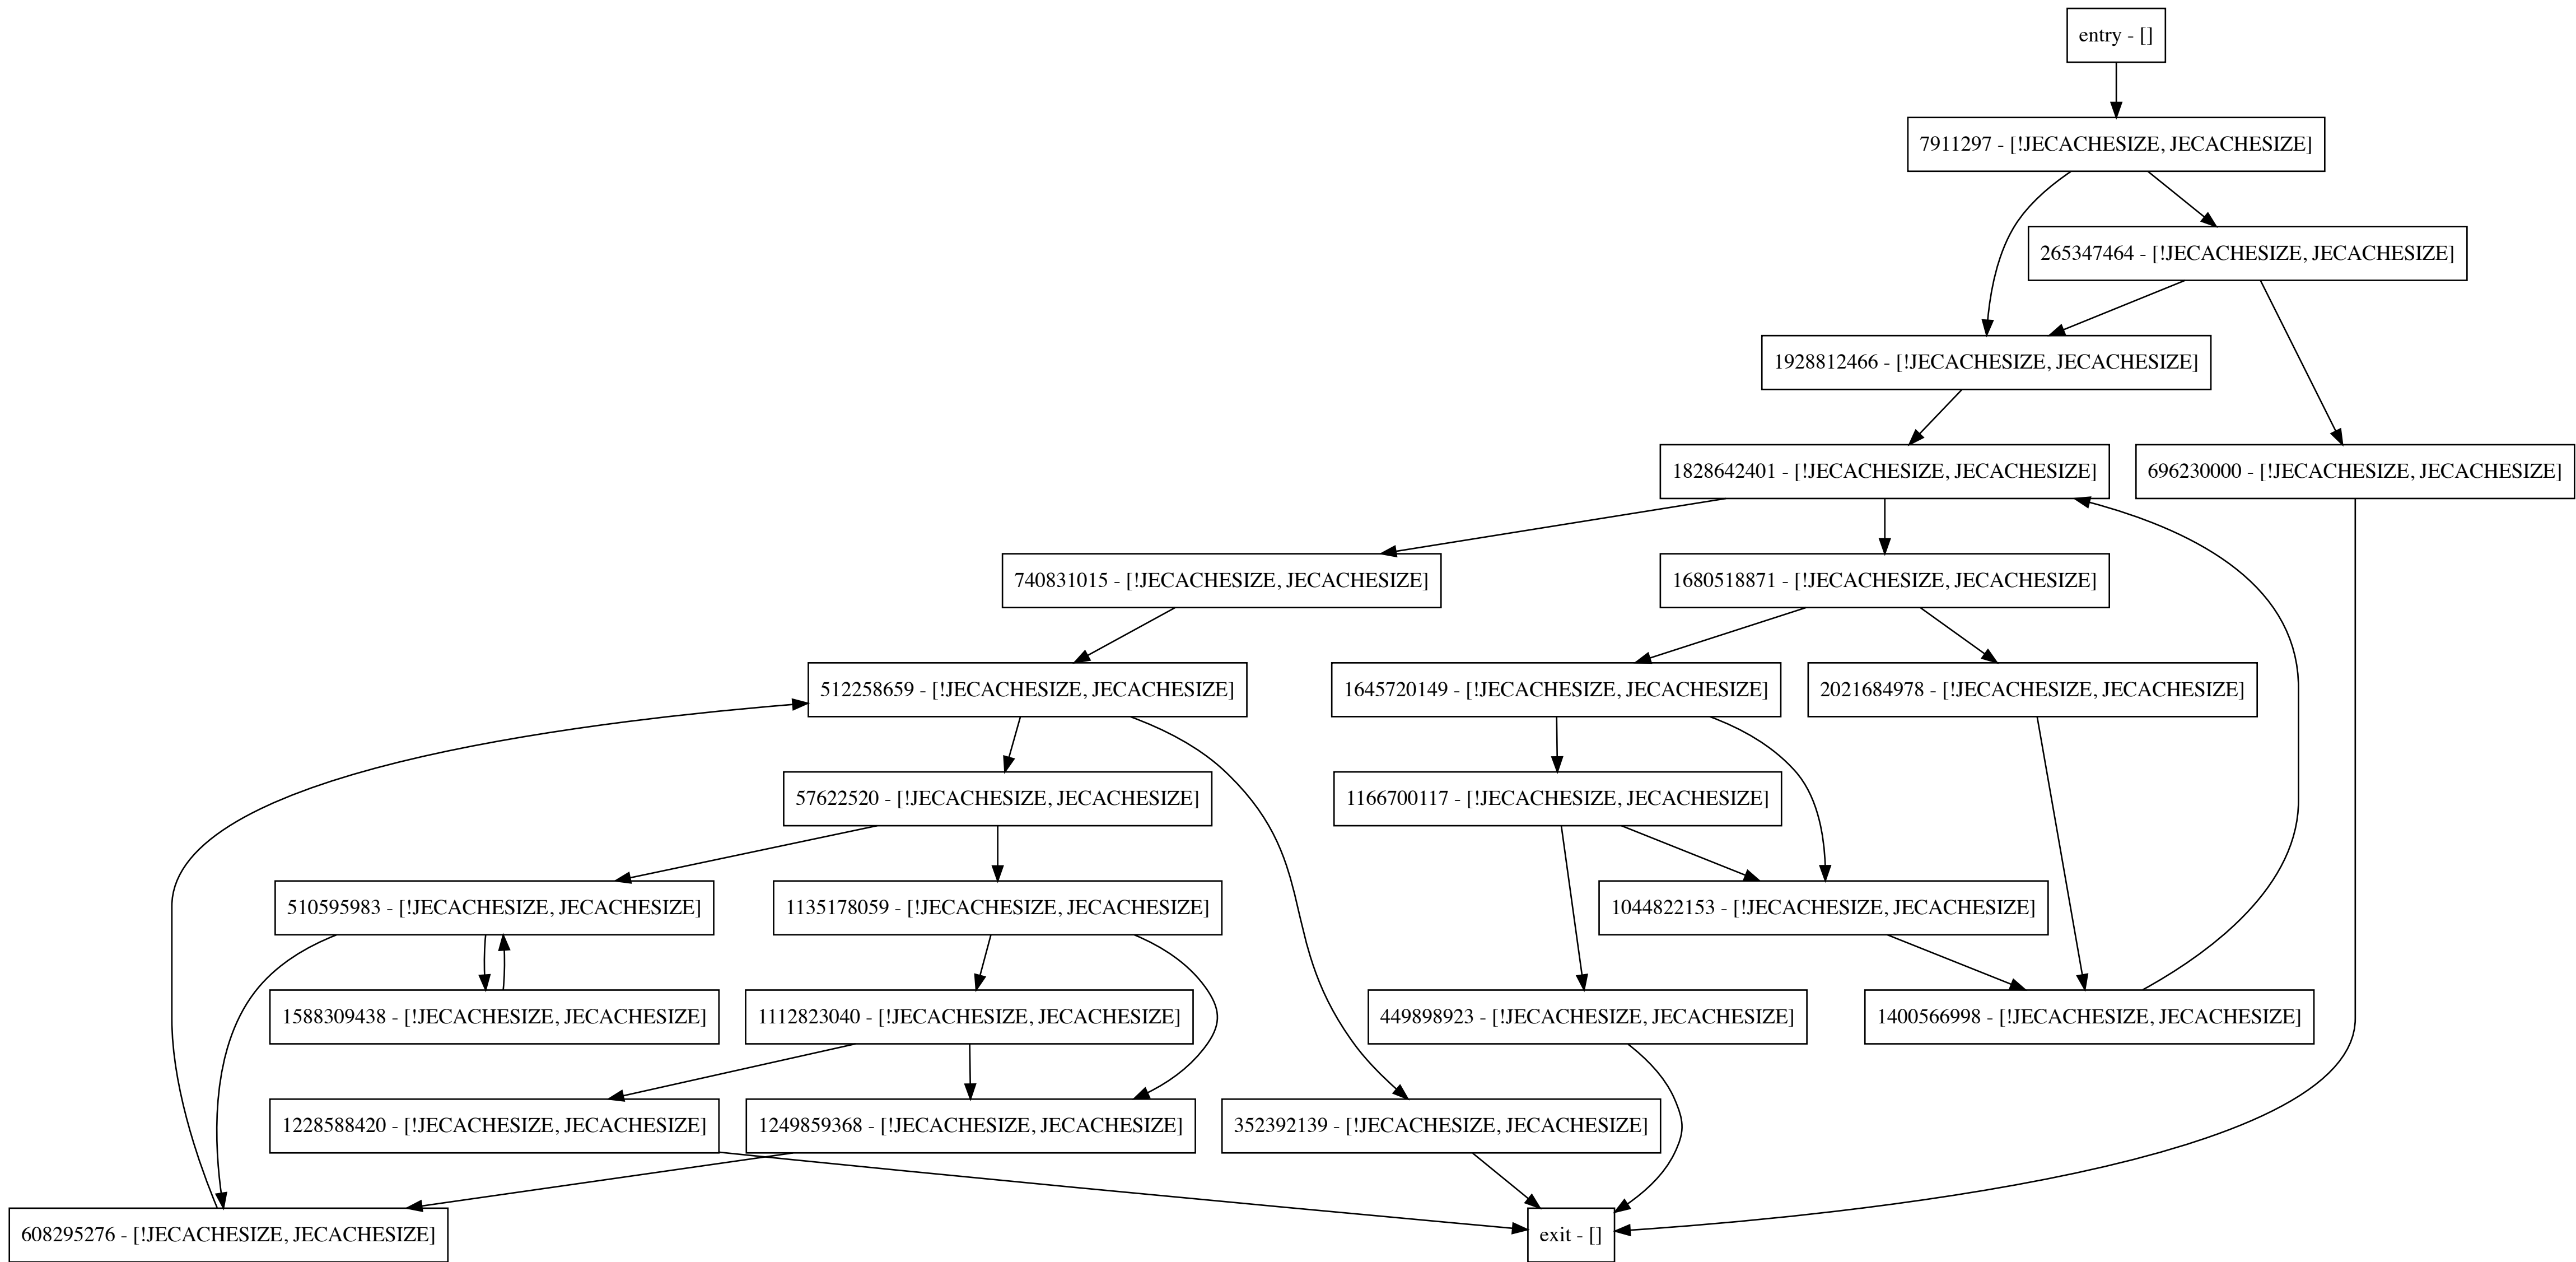 entry - []
7911297 - [!JECACHESIZE, JECACHESIZE]
265347464 - [!JECACHESIZE, JECACHESIZE]
1928812466 - [!JECACHESIZE, JECACHESIZE]
1828642401 - [!JECACHESIZE, JECACHESIZE]
696230000 - [!JECACHESIZE, JECACHESIZE]
740831015 - [!JECACHESIZE, JECACHESIZE]
1680518871 - [!JECACHESIZE, JECACHESIZE]
512258659 - [!JECACHESIZE, JECACHESIZE]
1645720149 - [!JECACHESIZE, JECACHESIZE]
2021684978 - [!JECACHESIZE, JECACHESIZE]
57622520 - [!JECACHESIZE, JECACHESIZE]
1166700117 - [!JECACHESIZE, JECACHESIZE]
510595983 - [!JECACHESIZE, JECACHESIZE]
1135178059 - [!JECACHESIZE, JECACHESIZE]
1044822153 - [!JECACHESIZE, JECACHESIZE]
1588309438 - [!JECACHESIZE, JECACHESIZE]
1112823040 - [!JECACHESIZE, JECACHESIZE]
449898923 - [!JECACHESIZE, JECACHESIZE]
1400566998 - [!JECACHESIZE, JECACHESIZE]
1228588420 - [!JECACHESIZE, JECACHESIZE]
1249859368 - [!JECACHESIZE, JECACHESIZE]
352392139 - [!JECACHESIZE, JECACHESIZE]
608295276 - [!JECACHESIZE, JECACHESIZE]
exit - []